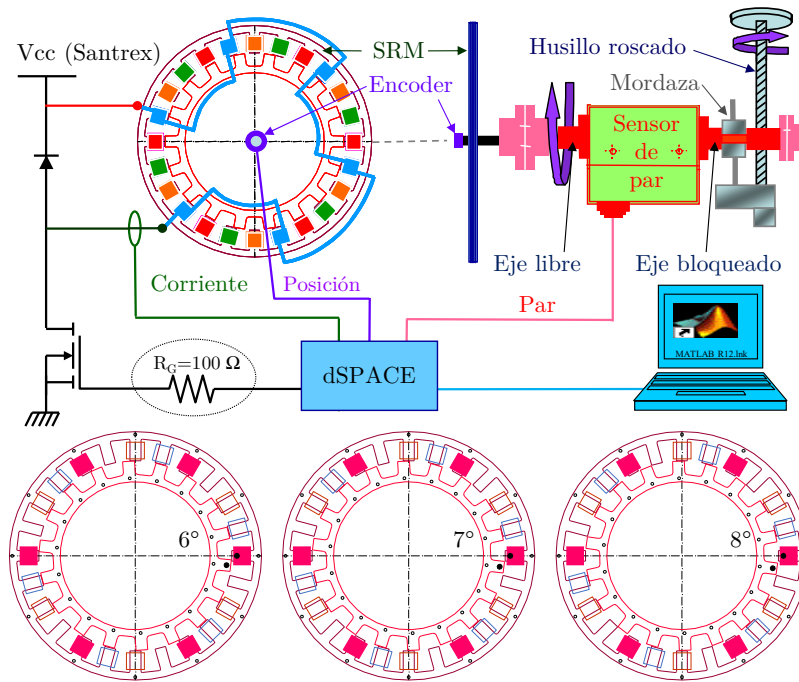 Vcc (Santrex)
SRM
Encoder
Husillo roscado
Mordaza
Sensor
de
par
Eje libre
Eje bloqueado
Corriente
Posición
Par
R_G=100 Ω
dSPACE
MATLAB R12.lnk
6°
7°
8°